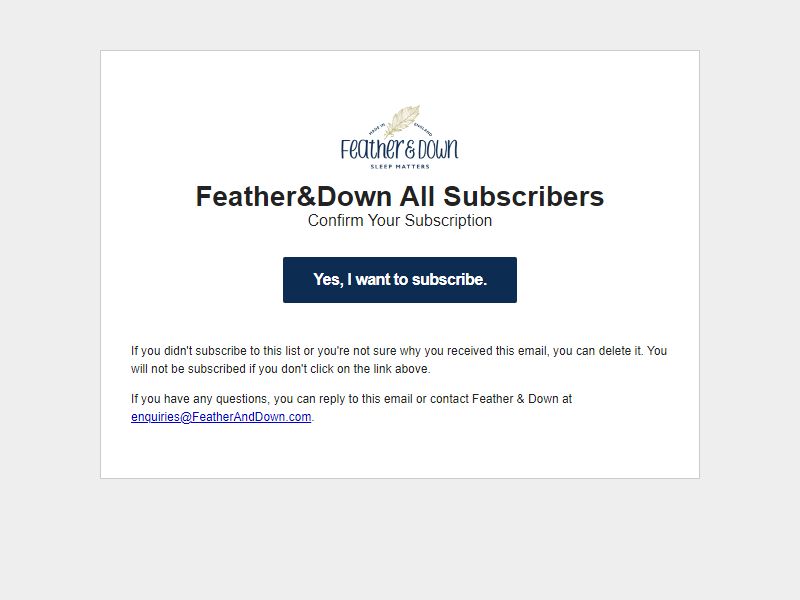 MADE IN ENGLAND
Feather & Down
SLEEP MATTERS
Feather&Down All Subscribers
Confirm Your Subscription
Yes, I want to subscribe.
If you didn't subscribe to this list or you're not sure why you received this email, you can delete it. You
will not be subscribed if you don't click on the link above.
If you have any questions, you can reply to this email or contact Feather & Down at
enquiries@FeatherAndDown.com.